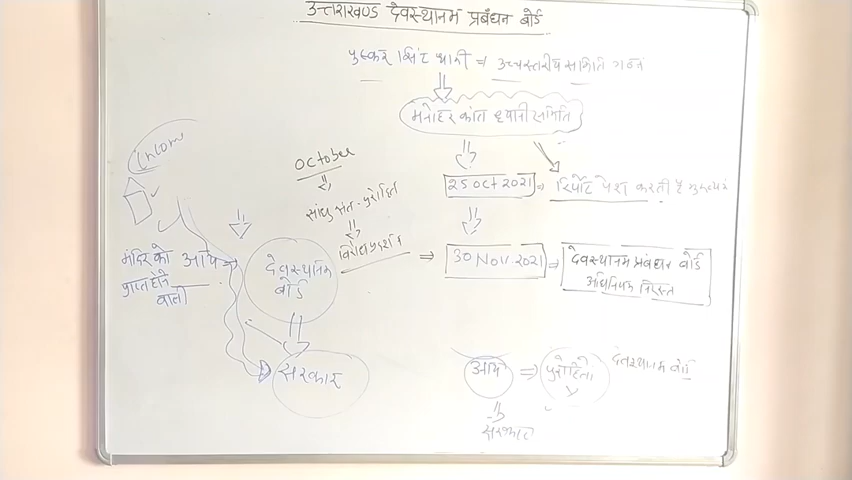 उत्तराखण्ड देवस्थानम प्रबंधन बोर्ड
पुष्कर सिंह धामी ⇒ उच्चस्तरीय समिति गठन
मनोहर कांत ध्यानी समिति
Income
October
25 Oct 2021 ⇒ रिपोर्ट पेश करती है
साधु संत - पुरोहित
विरोध प्रदर्शन ⇒ 30 Nov. 2021 ⇒ देवस्थानम प्रबंधन बोर्ड
अधिनियम निरस्त
मंदिर को आय
प्राप्त होने
वाली
देवस्थानम
बोर्ड
सरकार
आय ⇒ पुरोहितो देवस्थानम बोर्ड
सरकार